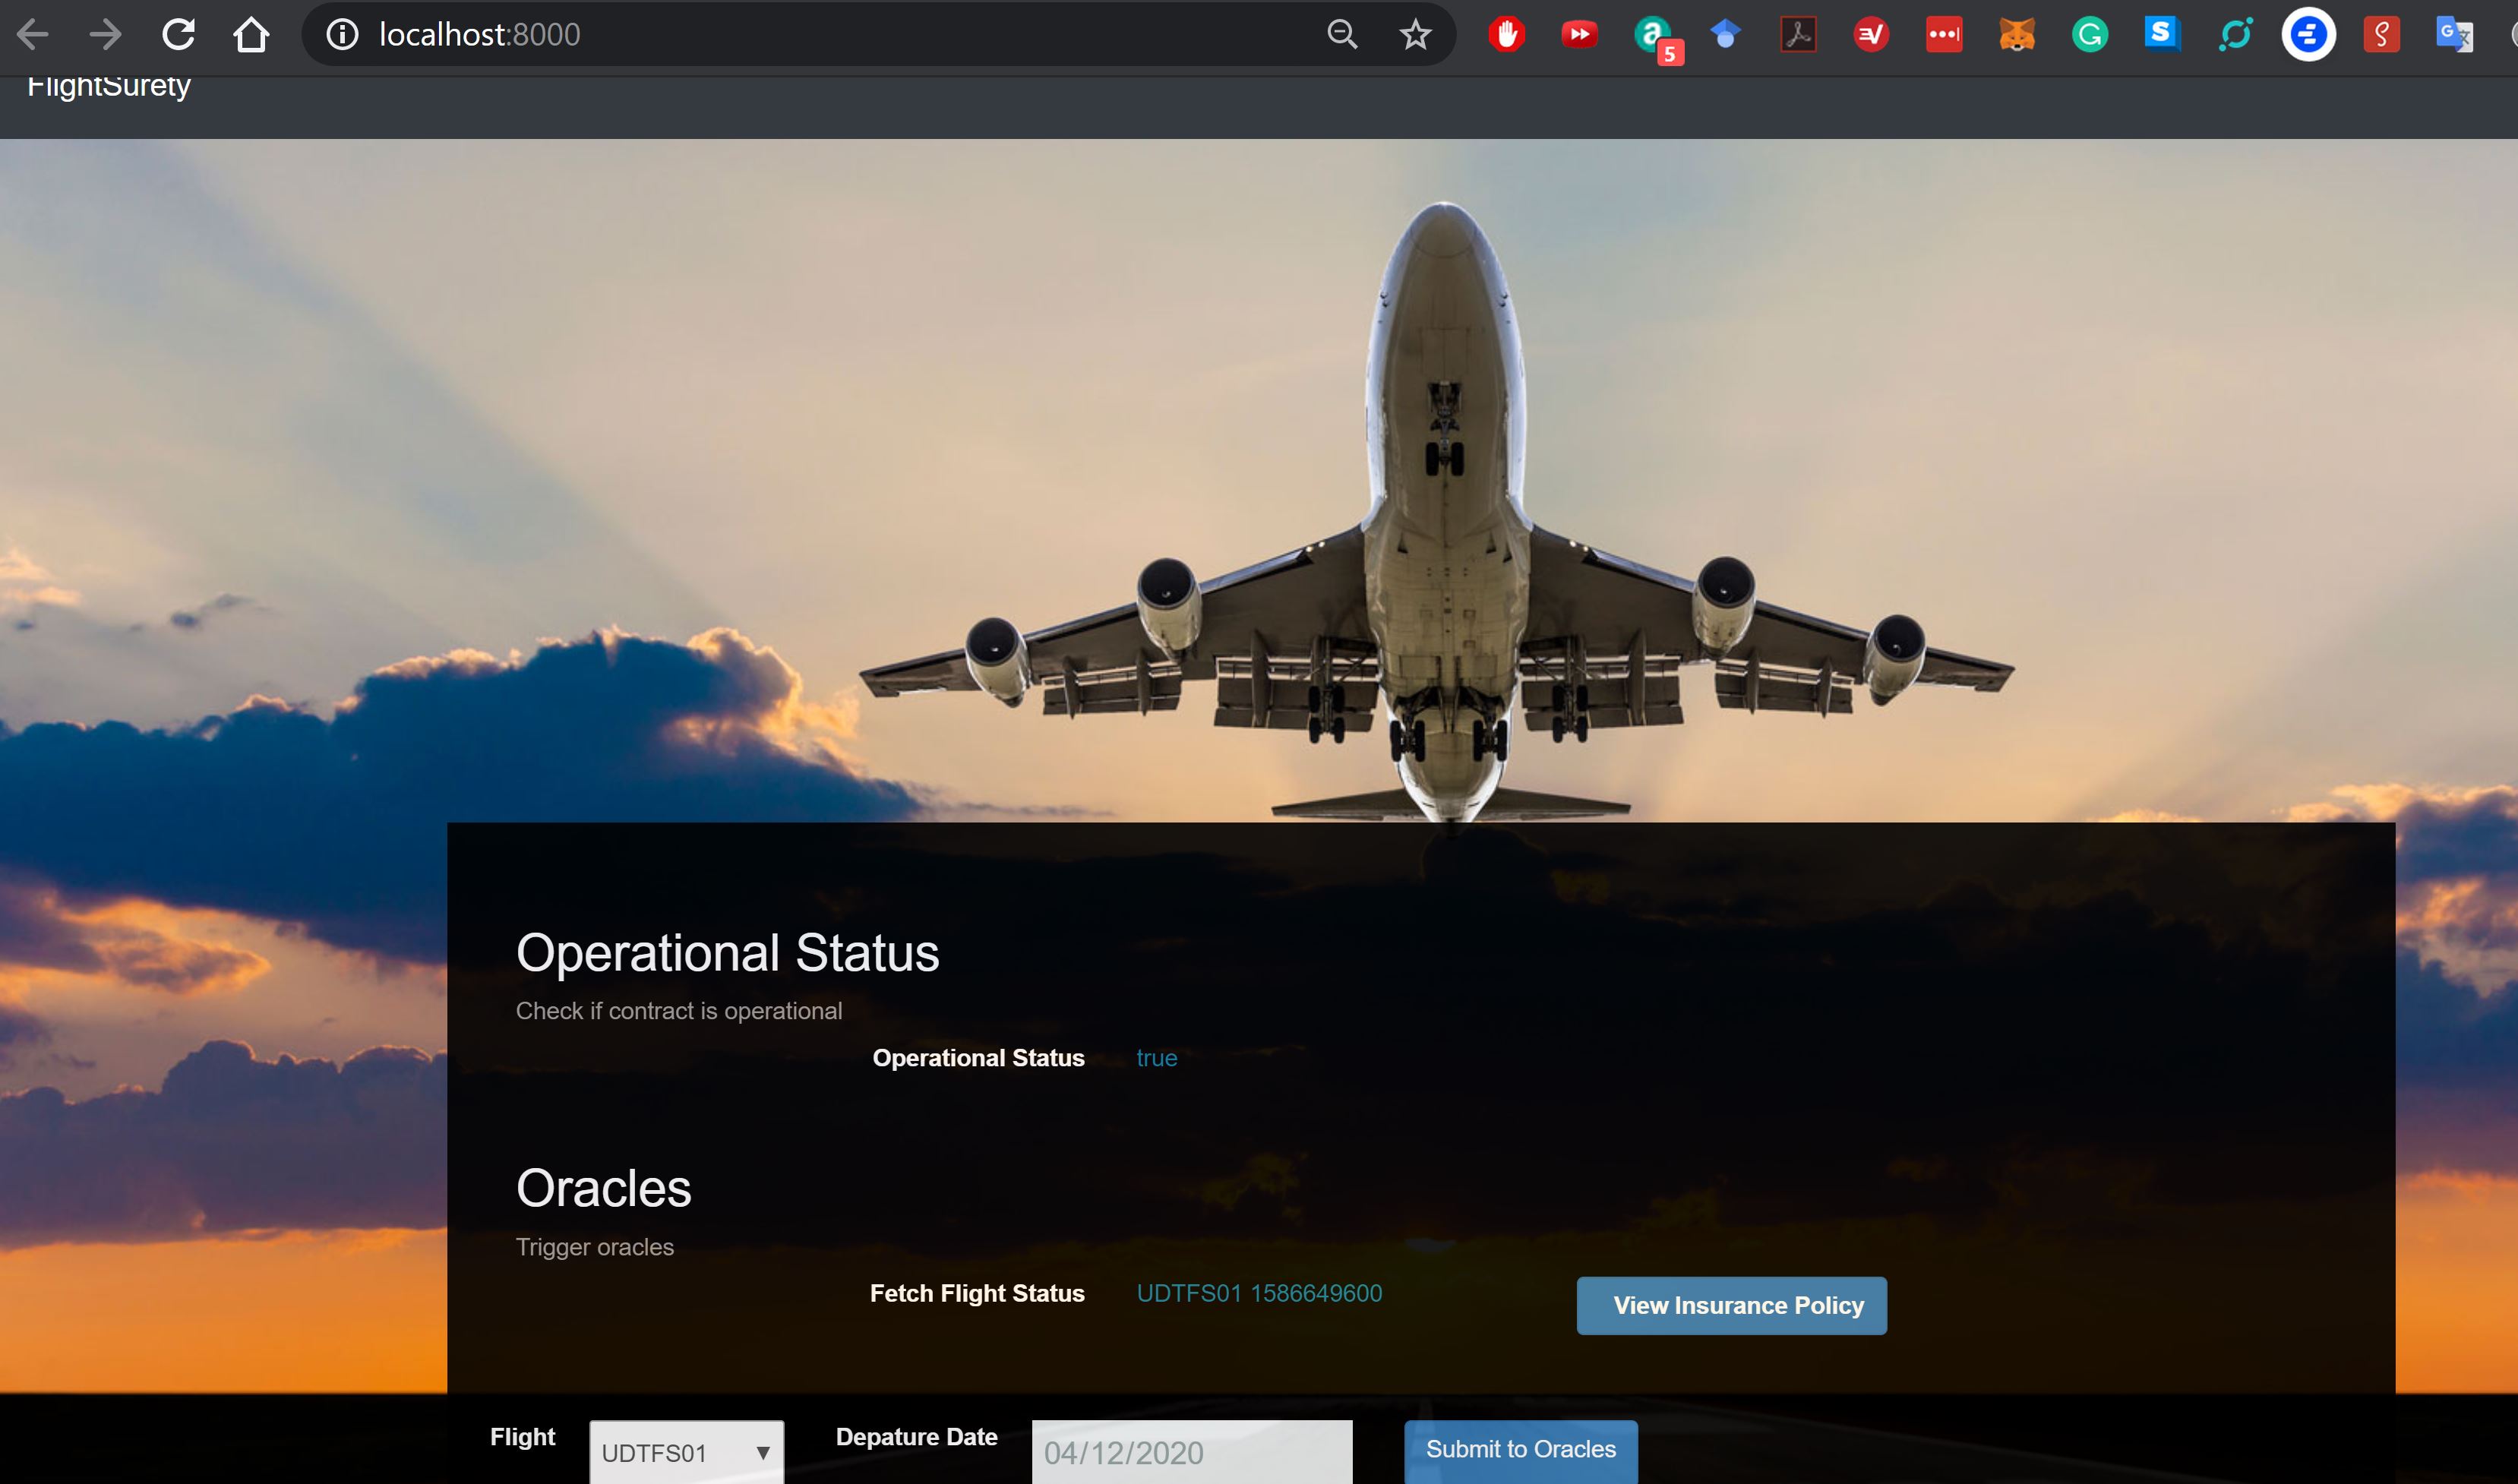 localhost:8000
5
FlightSurety
Operational Status
Check if contract is operational
Operational Status true
Oracles
Trigger oracles
Fetch Flight Status UDTFS01 1586649600 View Insurance Policy
Flight UDTFS01 Depature Date 04/12/2020 Submit to Oracles